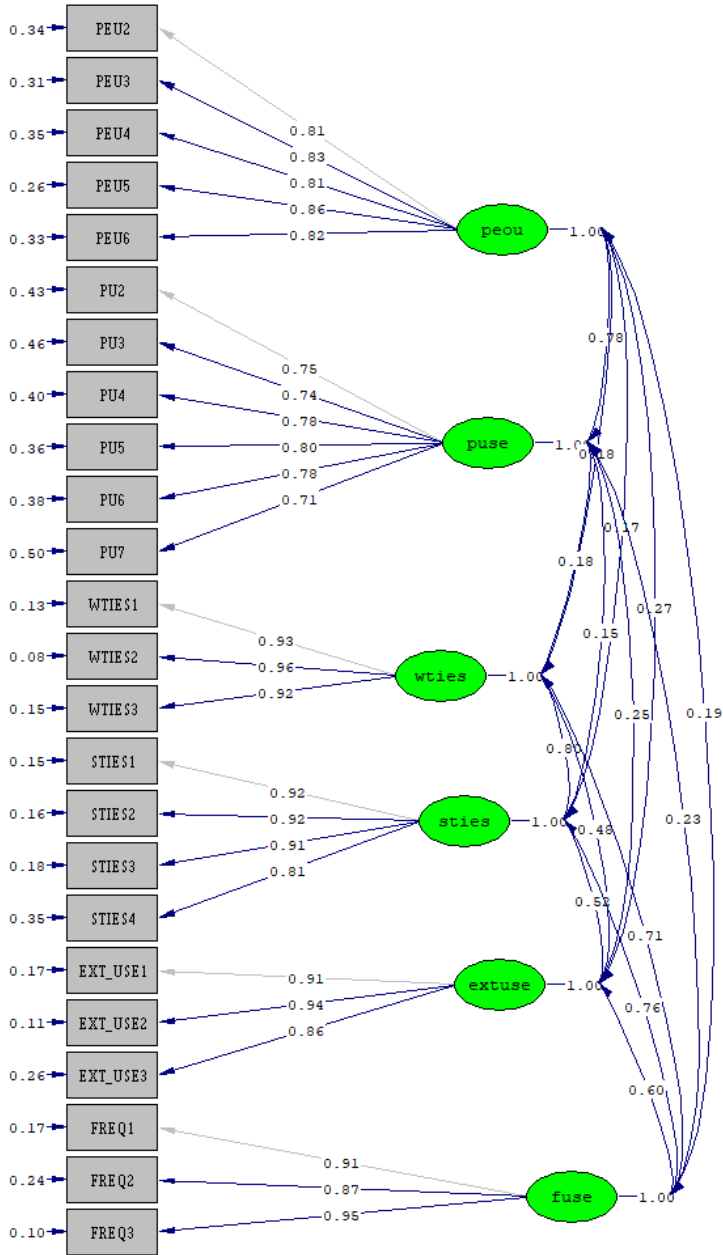 0.34 PEU2
0.31 PEU3
0.35 PEU4
0.26 PEU5
0.33 PEU6
0.43 PU2
0.46 PU3
0.40 PU4
0.36 PU5
0.38 PU6
0.50 PU7
0.13 WTIES1
0.08 WTIES2
0.15 WTIES3
0.15 STIES1
0.16 STIES2
0.18 STIES3
0.35 STIES4
0.17 EXT_USE1
0.11 EXT_USE2
0.26 EXT_USE3
0.17 FREQ1
0.24 FREQ2
0.10 FREQ3
0.81
0.83
0.81
0.86
0.82
peou 1.00
0.75
0.74
0.78
0.80
0.78
0.71
puse 1.00
0.93
0.96
0.92
wties 1.00
0.92
0.92
0.91
0.81
sties 1.00
0.91
0.94
0.86
extuse 1.00
0.91
0.87
0.95
fuse 1.00
0.78
0.18
0.17
0.18
0.15
0.27
0.25
0.19
0.23
0.80
0.48
0.52
0.71
0.76
0.60